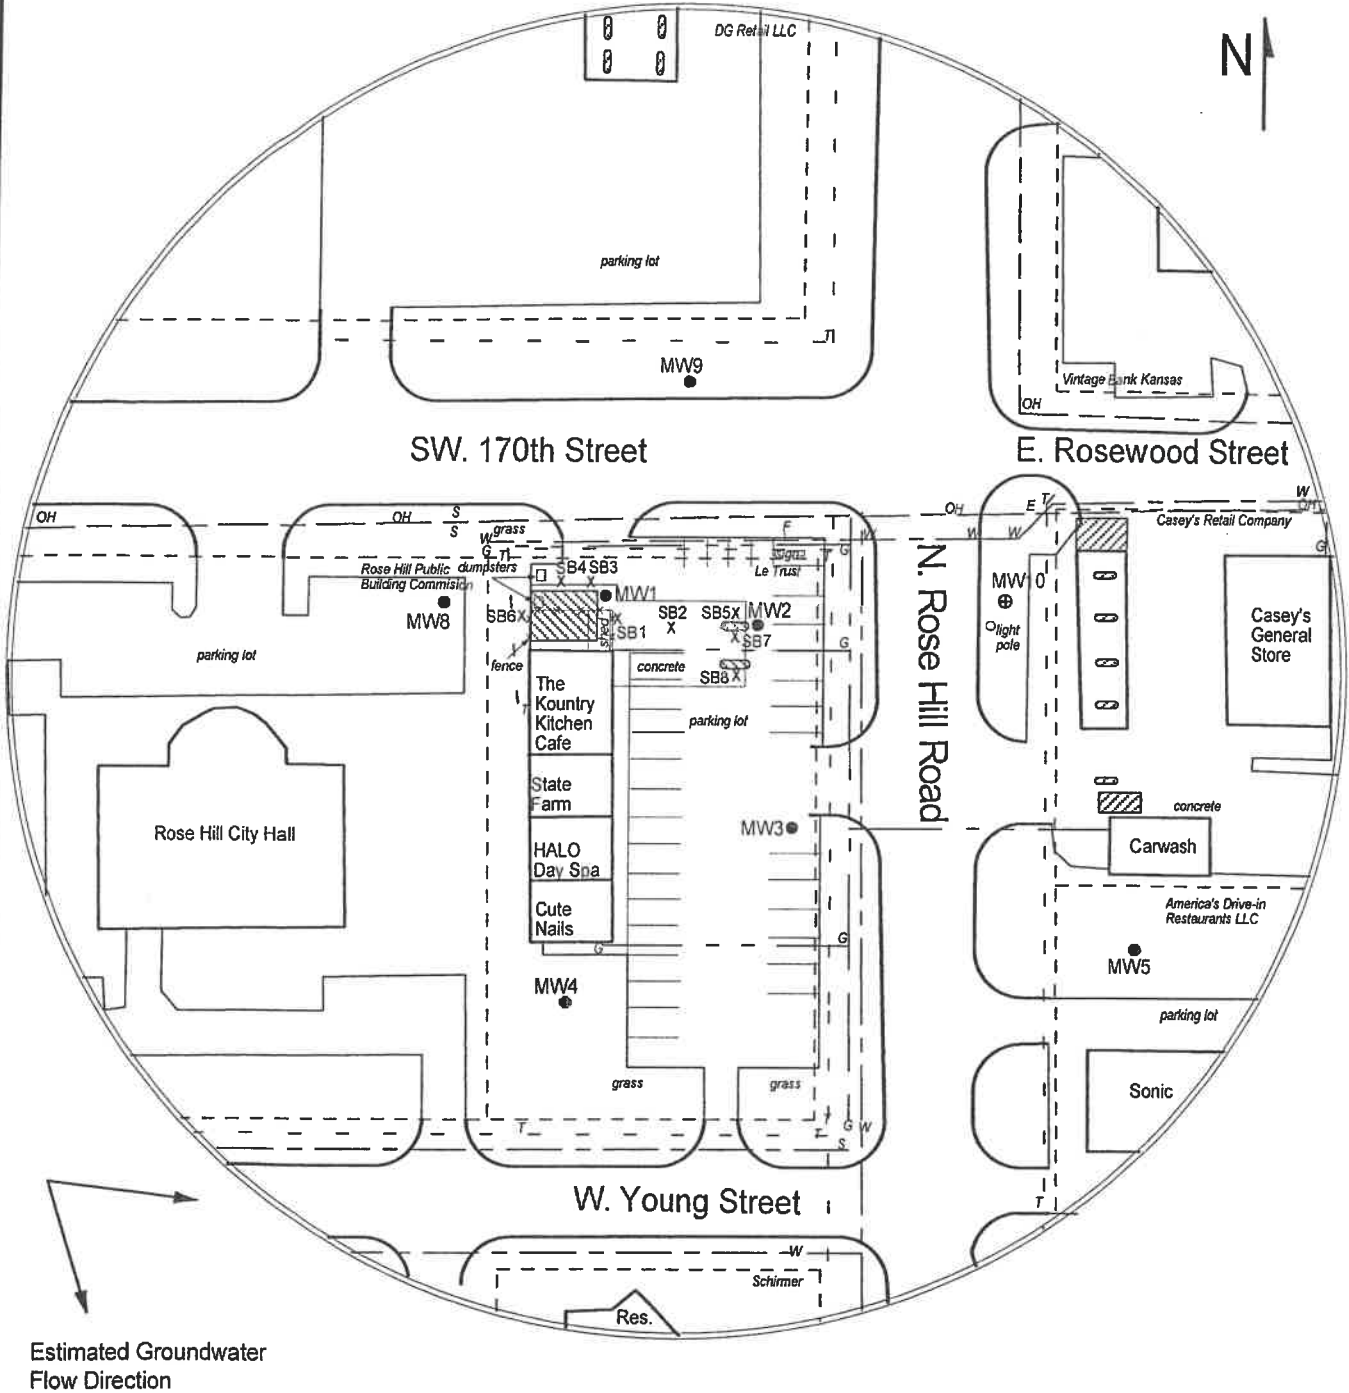 DG Retail LLC
N
parking lot
T
MW9
Vintage Bank Kansas
OH
SW. 170th Street
E. Rosewood Street
OH
OH
S
S
grass
W
G
T
E
OH
W
W
E
T
W
OH
Casey's Retail Company
G
Sign
Le Trust
T
G
W
Rose Hill Public
Building Commision
dumpsters
SB4
SB3
MW1
MW8
SB6
SB2
SB5
MW2
SB1
SB7
SB8
shed
fence
concrete
parking lot
parking lot
G
MW10
light
pole
Casey's
General
Store
N. Rose Hill Road
The
Kountry
Kitchen
Cafe
T
State
Farm
HALO
Day Spa
Cute
Nails
Rose Hill City Hall
MW3
concrete
Carwash
America's Drive-in
Restaurants LLC
G
G
MW4
MW5
parking lot
grass
grass
Sonic
T
T
T
G
W
S
T
W. Young Street
W
Schirmer
Res.
Estimated Groundwater
Flow Direction